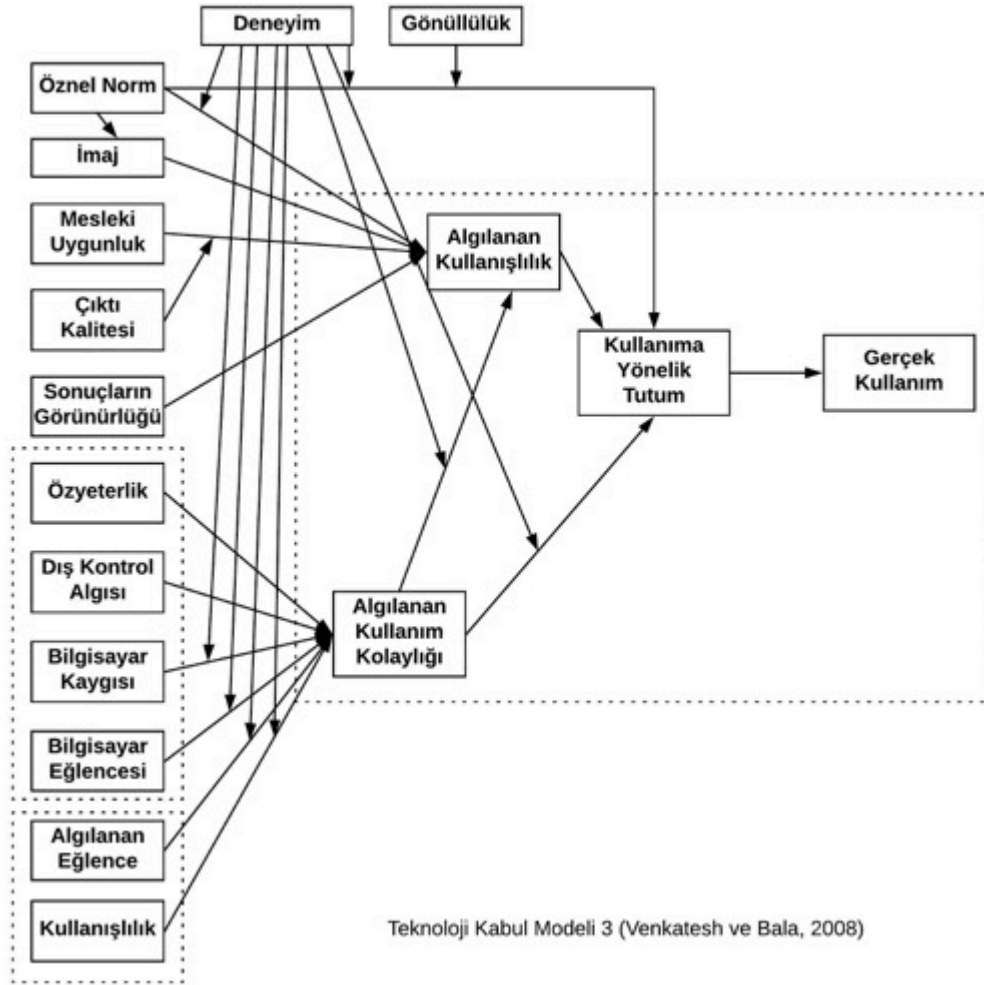 Deneyim
Gönüllülük
Öznel Norm
İmaj
Mesleki
Uygunluk
Algılanan
Kullanışlılık
Çıktı
Kalitesi
Kullanıma
Yönelik
Tutum
Gerçek
Kullanım
Sonuçların
Görünürlüğü
Özyeterlik
Dış Kontrol
Algısı
Algılanan
Kullanım
Kolaylığı
Bilgisayar
Kaygısı
Bilgisayar
Eğlencesi
Algılanan
Eğlence
Kullanışlılık
Teknoloji Kabul Modeli 3 (Venkatesh ve Bala, 2008)